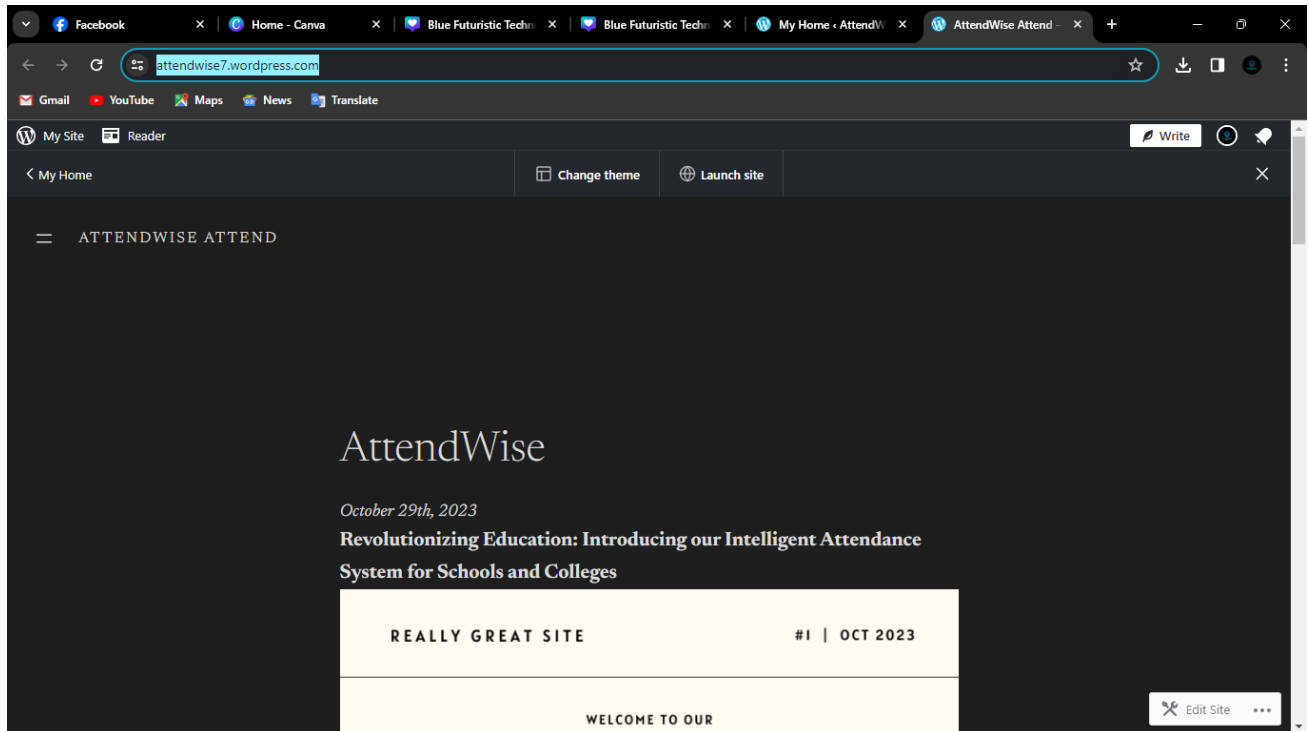 Facebook
Home - Canva
Blue Futuristic Techn
Blue Futuristic Techn
My Home ‹ AttendW
AttendWise Attend –
attendwise7.wordpress.com
Gmail
YouTube
Maps
News
Translate
My Site
Reader
Write
My Home
Change theme
Launch site
ATTENDWISE ATTEND
AttendWise
October 29th, 2023
Revolutionizing Education: Introducing our Intelligent Attendance
System for Schools and Colleges
REALLY GREAT SITE
#1 | OCT 2023
WELCOME TO OUR
Edit Site